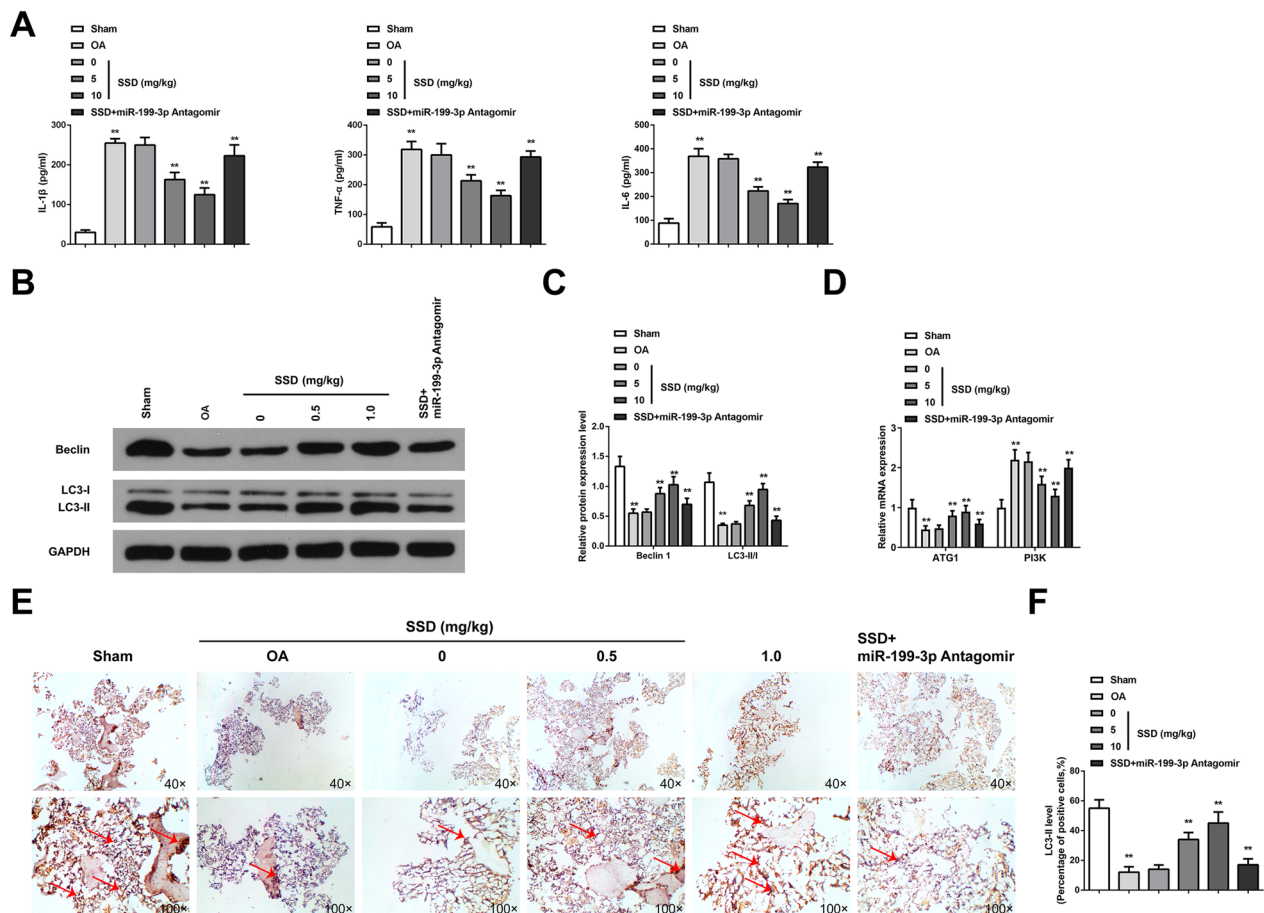 A
Sham
OA
0
5
10
SSD (mg/kg)
SSD+miR-199-3p Antagomir
IL-1β (pg/ml)
300
200
100
0
**
**
**
**
Sham
OA
0
5
10
SSD (mg/kg)
SSD+miR-199-3p Antagomir
TNF-α (pg/ml)
400
300
200
100
0
**
**
**
**
Sham
OA
0
5
10
SSD (mg/kg)
SSD+miR-199-3p Antagomir
IL-6 (pg/ml)
500
400
300
200
100
0
**
**
**
**
B
Sham
OA
SSD (mg/kg)
0
0.5
1.0
SSD+
miR-199-3p Antagomir
Beclin
LC3-I
LC3-II
GAPDH
C
Sham
OA
0
5
10
SSD (mg/kg)
SSD+miR-199-3p Antagomir
Relative protein expression level
2.0
1.5
1.0
0.5
0.0
**
**
**
**
**
**
**
**
Beclin 1
LC3-II/I
D
Sham
OA
0
5
10
SSD (mg/kg)
SSD+miR-199-3p Antagomir
Relative mRNA expression
3
2
1
0
**
**
**
**
**
**
**
**
ATG1
PI3K
E
SSD (mg/kg)
Sham
OA
0
0.5
1.0
SSD+
miR-199-3p Antagomir
40×
40×
40×
40×
40×
40×
100×
100×
100×
100×
100×
100×
F
Sham
OA
0
5
10
SSD (mg/kg)
SSD+miR-199-3p Antagomir
LC3-II level
(Percentage of positive cells,%)
80
60
40
20
0
**
**
**
**